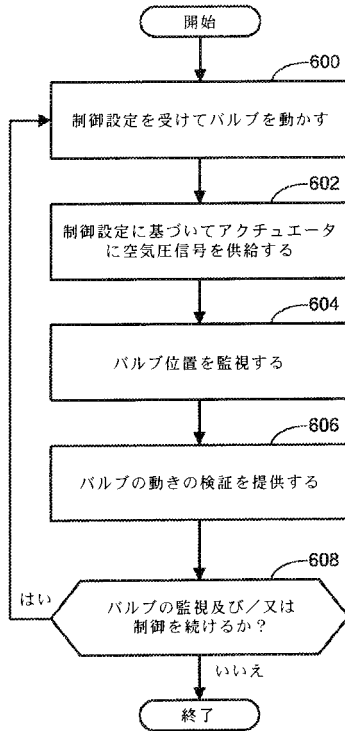 開始
600
制御設定を受けてバルブを動かす
602
制御設定に基づいてアクチュエータ
に空気圧信号を供給する
604
バルブ位置を監視する
606
バルブの動きの検証を提供する
608
はい
バルブの監視及び／又は
制御を続けるか？
いいえ
終了